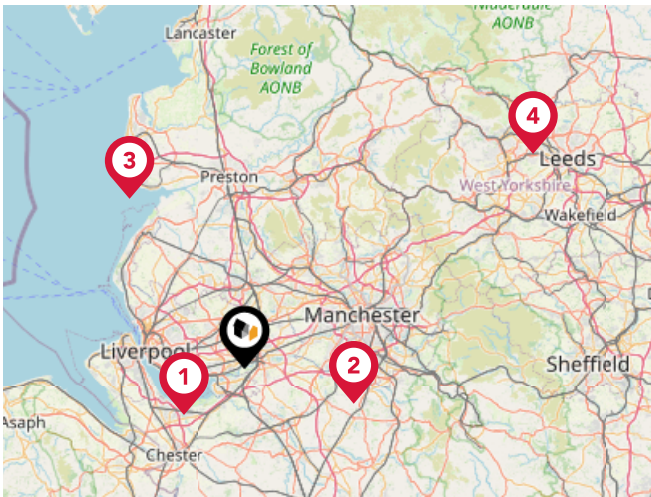 Nidderdale
AONB
Lancaster
Forest of
Bowland
AONB
4
3
Leeds
Preston
West Yorkshire
Wakefield
Manchester
Liverpool
2
Sheffield
1
Asaph
Chester